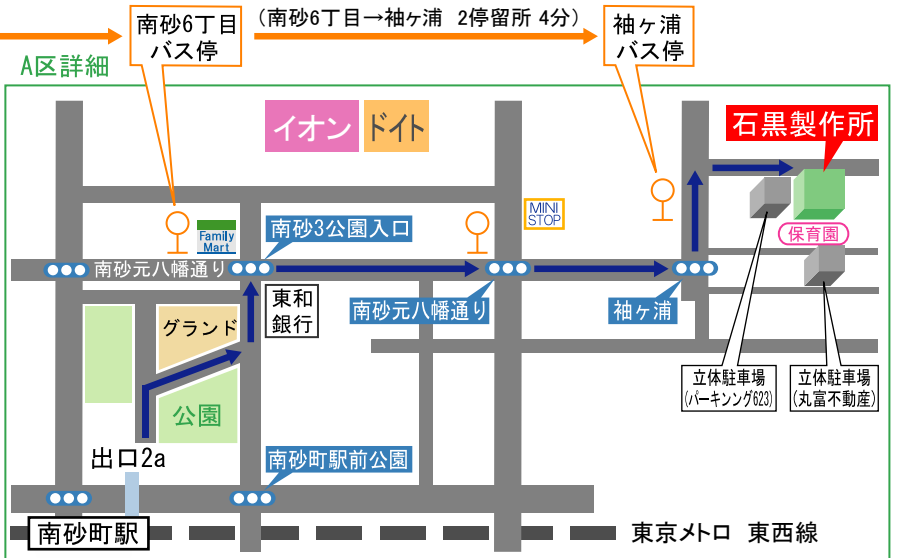 南砂6丁目
バス停
(南砂6丁目→袖ヶ浦 2停留所 4分)
袖ヶ浦
バス停
A区詳細
イオン
ドイト
石黒製作所
MINI
STOP
Family
Mart
南砂3公園入口
保育園
南砂元八幡通り
東和
銀行
南砂元八幡通り
袖ヶ浦
グランド
公園
立体駐車場
(パーキンング623)
立体駐車場
(丸富不動産)
出口2a
南砂町駅前公園
南砂町駅
東京メトロ 東西線